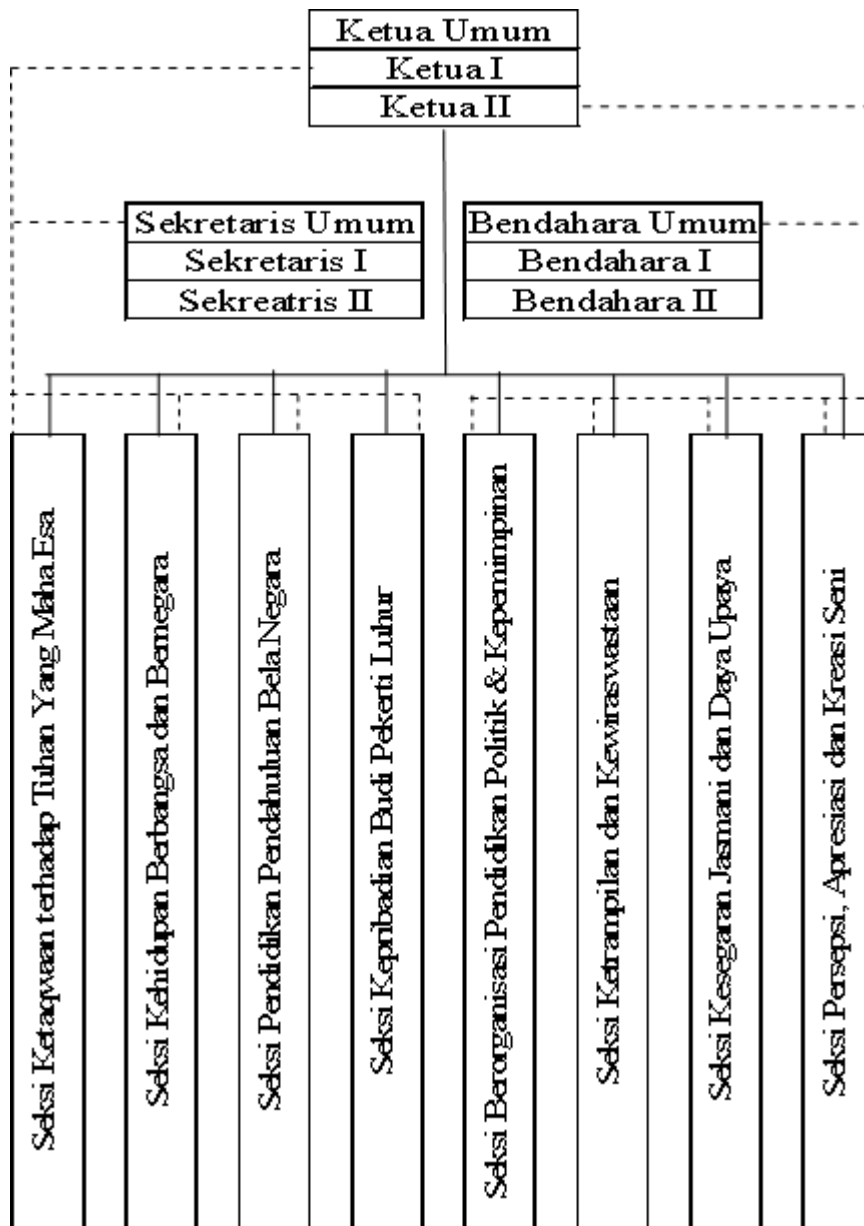 Ketua Umum
Ketua I
Ketua II
Sekretaris Umum
Sekretaris I
Sekreatris II
Bendahara Umum
Bendahara I
Bendahara II
Seksi Ketaqwaan terhadap Tuhan Yang Maha Esa
Seksi Kehidupan Berbangsa dan Bernegara
Seksi Pendidikan Pendahuluan Bela Negara
Seksi Kepribadian Budi Pekerti Luhur
Seksi Berorganisasi Pendidikan Politik & Kepemimpinan
Seksi Ketrampilan dan Kewiraswastaan
Seksi Kesegaran Jasmani dan Daya Upaya
Seksi Persepsi, Apresiasi dan Kreasi Seni